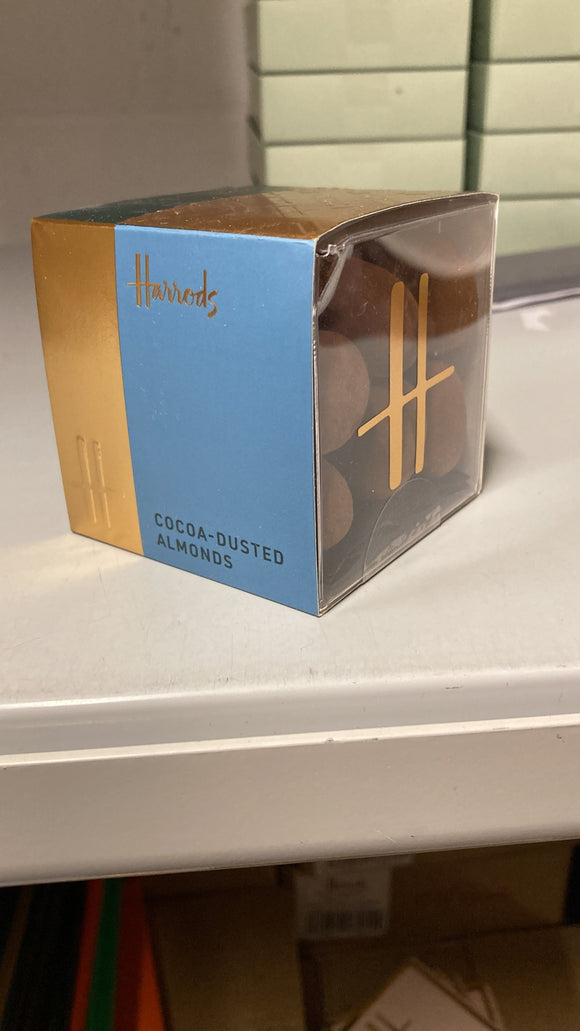 Harrods
H
H
COCOA-DUSTED
ALMONDS